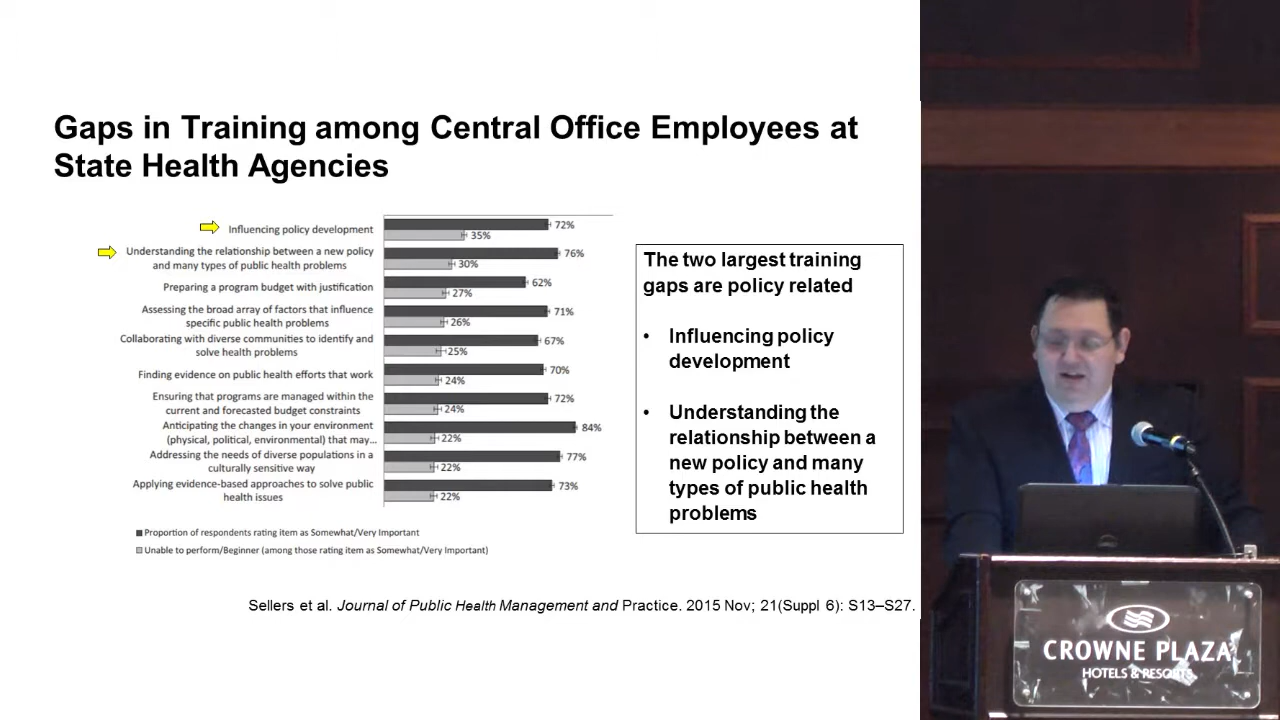 Gaps in Training among Central Office Employees at
State Health Agencies
Influencing policy development
72%
35%
Understanding the relationship between a new policy
and many types of public health problems
76%
30%
Preparing a program budget with justification
62%
27%
Assessing the broad array of factors that influence
specific public health problems
71%
26%
Collaborating with diverse communities to identify and
solve health problems
67%
25%
Finding evidence on public health efforts that work
70%
24%
Ensuring that programs are managed within the
current and forecasted budget constraints
72%
24%
Anticipating the changes in your environment
(physical, political, environmental) that may...
84%
22%
Addressing the needs of diverse populations in a
culturally sensitive way
77%
22%
Applying evidence-based approaches to solve public
health issues
73%
22%
Proportion of respondents rating item as Somewhat/Very Important
Unable to perform/Beginner (among those rating item as Somewhat/Very Important)
The two largest training
gaps are policy related
• Influencing policy
development
• Understanding the
relationship between a
new policy and many
types of public health
problems
Sellers et al. Journal of Public Health Management and Practice. 2015 Nov; 21(Suppl 6): S13–S27.
CROWNE PLAZA
HOTELS & RESORTS